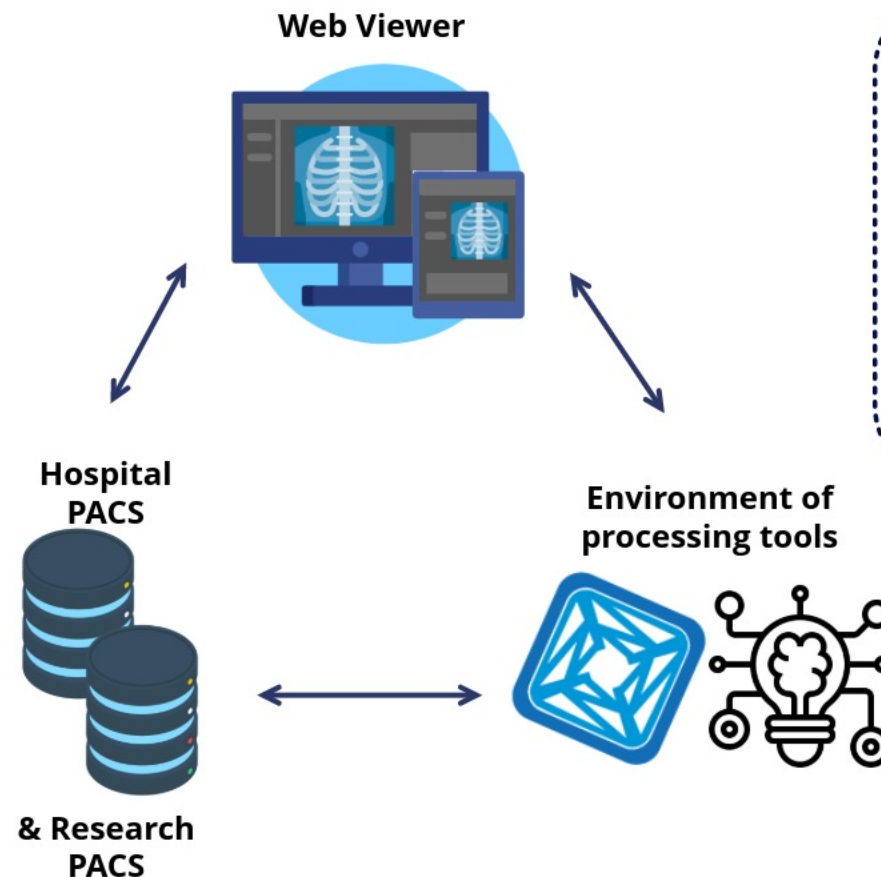 Web Viewer
Hospital
PACS
Environment of
processing tools
& Research
PACS